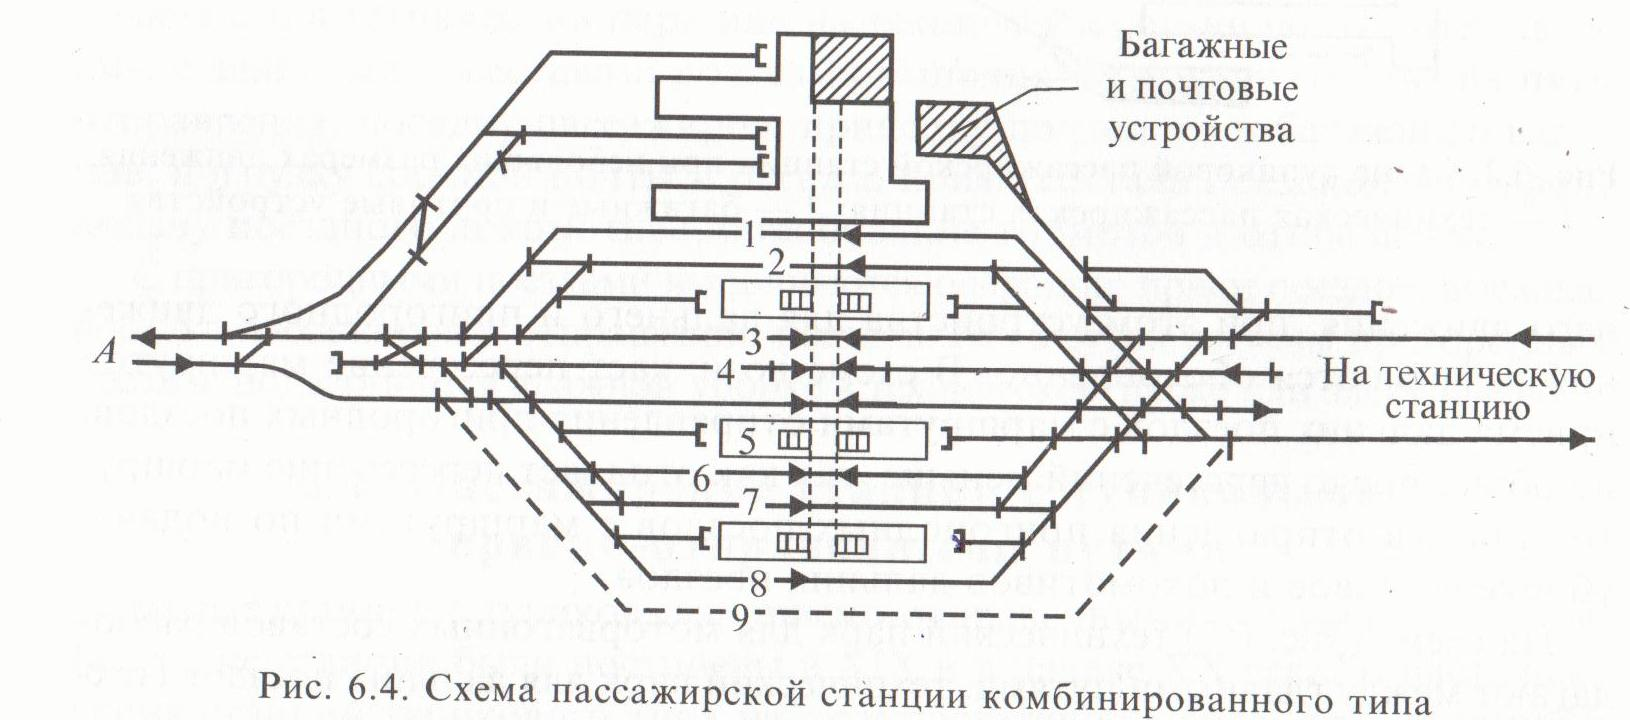 Багажные
и почтовые
устройства
1
2
3
А
4
На техническую
станцию
5
6
7
8
9
Рис. 6.4. Схема пассажирской станции комбинированного типа